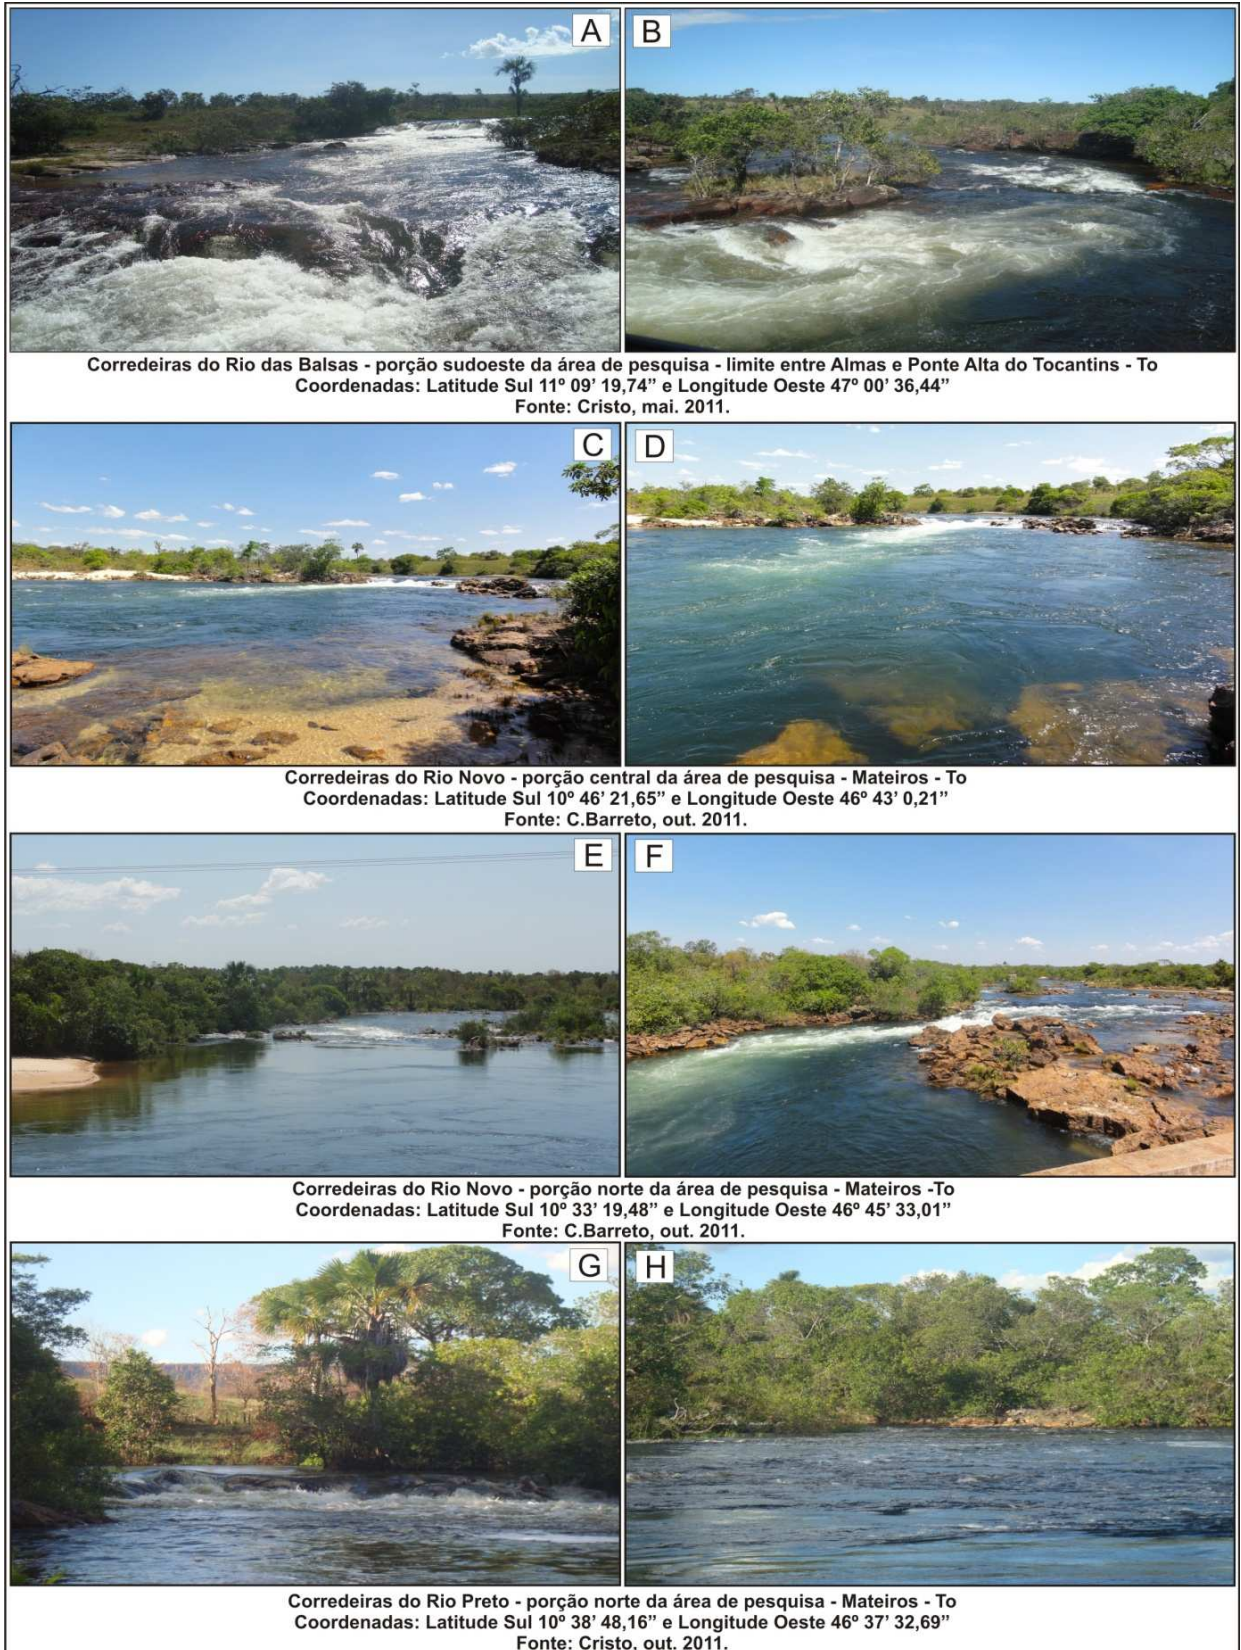 A
B
Corredeiras do Rio das Balsas - porção sudoeste da área de pesquisa - limite entre Almas e Ponte Alta do Tocantins - To
Coordenadas: Latitude Sul 11º 09’ 19,74” e Longitude Oeste 47º 00’ 36,44”
Fonte: Cristo, mai. 2011.
C
D
Corredeiras do Rio Novo - porção central da área de pesquisa - Mateiros - To
Coordenadas: Latitude Sul 10º 46’ 21,65” e Longitude Oeste 46º 43’ 0,21”
Fonte: C.Barreto, out. 2011.
E
F
Corredeiras do Rio Novo - porção norte da área de pesquisa - Mateiros -To
Coordenadas: Latitude Sul 10º 33’ 19,48” e Longitude Oeste 46º 45’ 33,01”
Fonte: C.Barreto, out. 2011.
G
H
Corredeiras do Rio Preto - porção norte da área de pesquisa - Mateiros - To
Coordenadas: Latitude Sul 10º 38’ 48,16” e Longitude Oeste 46º 37’ 32,69”
Fonte: Cristo, out. 2011.